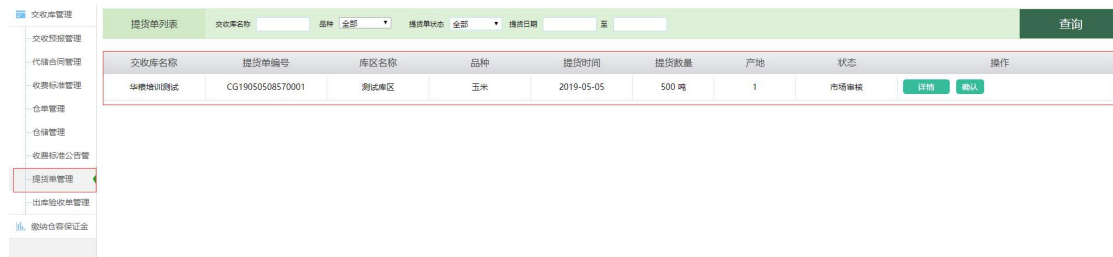 交收库管理
交收预报管理
代储合同管理
收费标准管理
仓单管理
仓储管理
收费标准公告管
提货单管理
出库验收单管理
缴纳仓容保证金
提货单列表 交收库名称 品种 全部 提货单状态 全部 提货日期 至 查询
交收库名称 提货单编号 库区名称 品种 提货时间 提货数量 产地 状态 操作
华粮培训测试 CG19050508570001 测试库区 玉米 2019-05-05 500 吨 1 市场审核 详情 确认